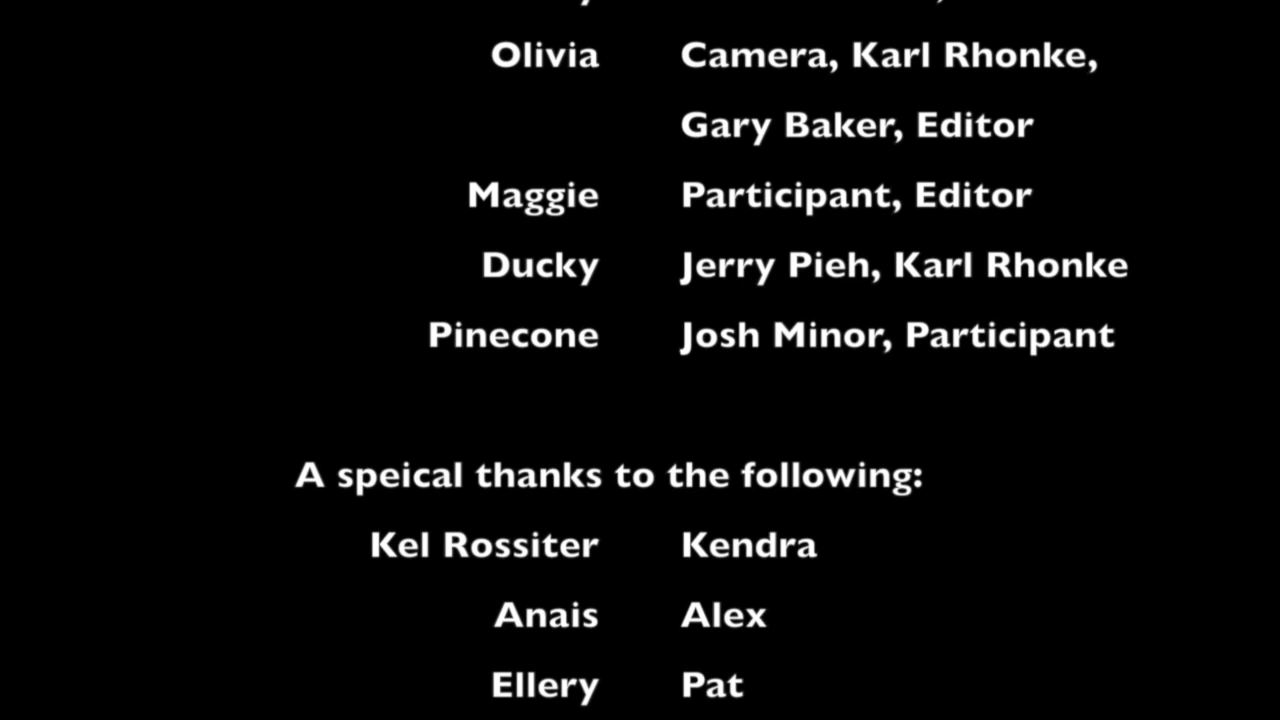 Olivia Camera, Karl Rhonke,
Gary Baker, Editor
Maggie Participant, Editor
Ducky Jerry Pieh, Karl Rhonke
Pinecone Josh Minor, Participant
A speical thanks to the following:
Kel Rossiter Kendra
Anais Alex
Ellery Pat